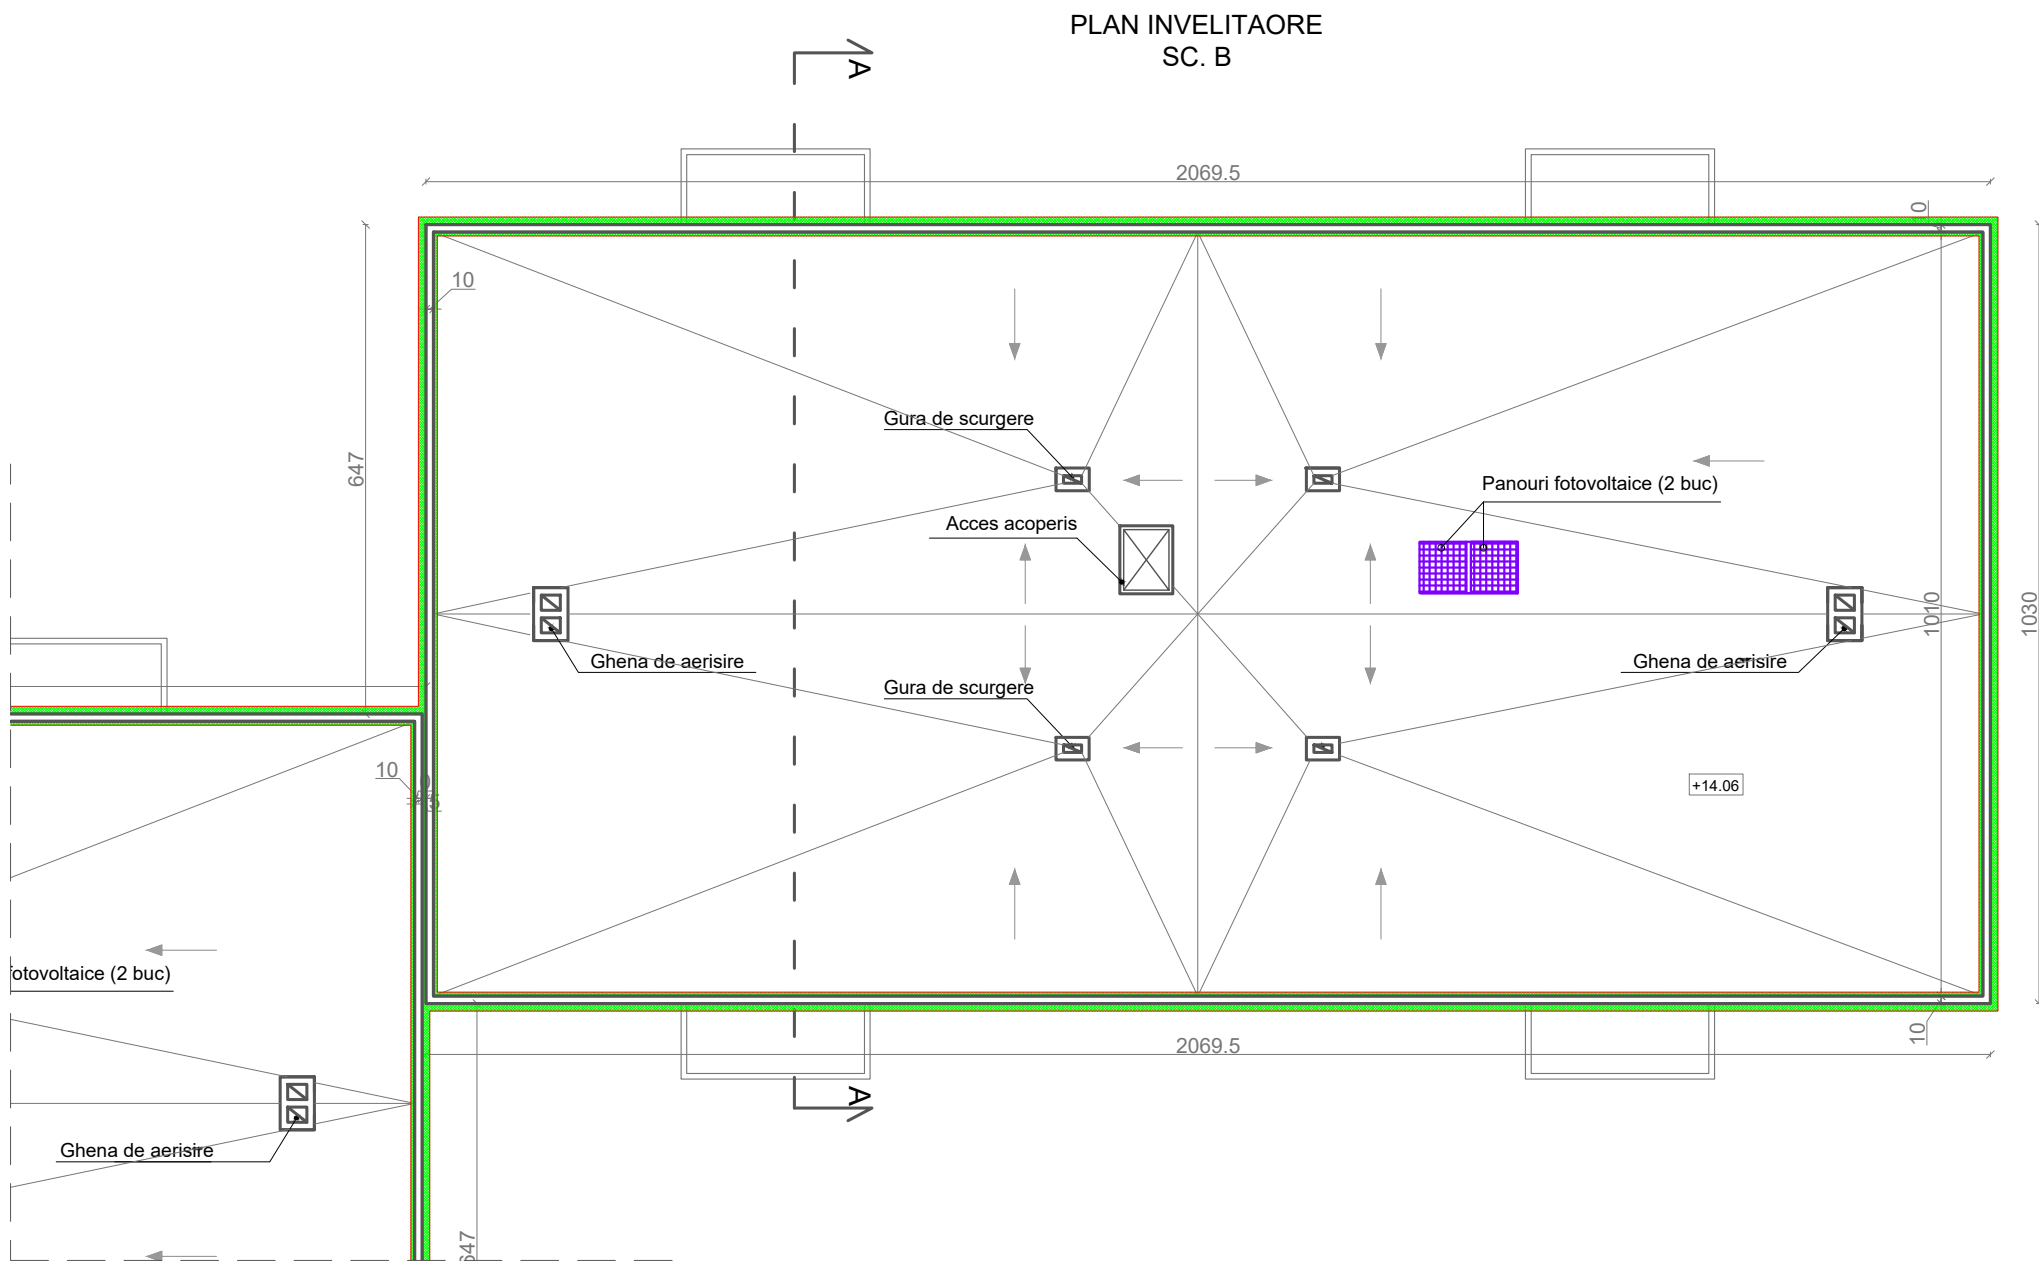 PLAN INVELITAORE
SC. B
A
2069.5
10
10
647
Gura de scurgere
Panouri fotovoltaice (2 buc)
Acces acoperis
1010
1030
Ghena de aerisire
Ghena de aerisire
Gura de scurgere
10
+14.06
otovoltaice (2 buc)
10
2069.5
A
Ghena de aerisire
647